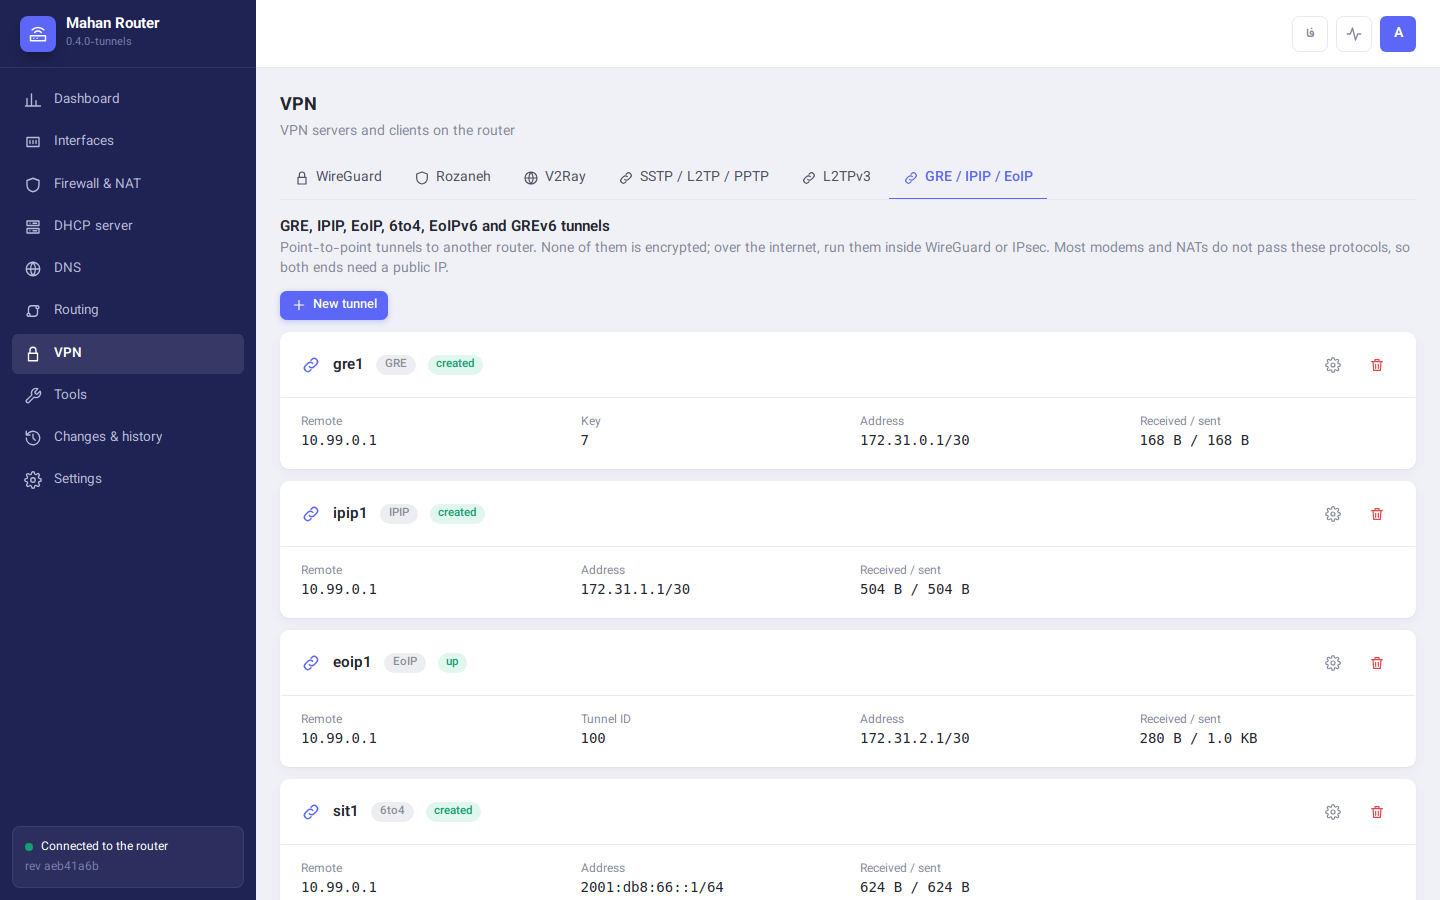 Mahan Router
0.4.0-tunnels
فا
A
Dashboard
Interfaces
Firewall & NAT
DHCP server
DNS
Routing
VPN
Tools
Changes & history
Settings
Connected to the router
rev aeb41a6b
VPN
VPN servers and clients on the router
WireGuard
Rozaneh
V2Ray
SSTP / L2TP / PPTP
L2TPv3
GRE / IPIP / EoIP
GRE, IPIP, EoIP, 6to4, EoIPv6 and GREv6 tunnels
Point-to-point tunnels to another router. None of them is encrypted; over the internet, run them inside WireGuard or IPsec. Most modems and NATs do not pass these protocols, so
both ends need a public IP.
New tunnel
gre1 GRE created
Remote Key Address Received / sent
10.99.0.1 7 172.31.0.1/30 168 B / 168 B
ipip1 IPIP created
Remote Address Received / sent
10.99.0.1 172.31.1.1/30 504 B / 504 B
eoip1 EoIP up
Remote Tunnel ID Address Received / sent
10.99.0.1 100 172.31.2.1/30 280 B / 1.0 KB
sit1 6to4 created
Remote Address Received / sent
10.99.0.1 2001:db8:66::1/64 624 B / 624 B